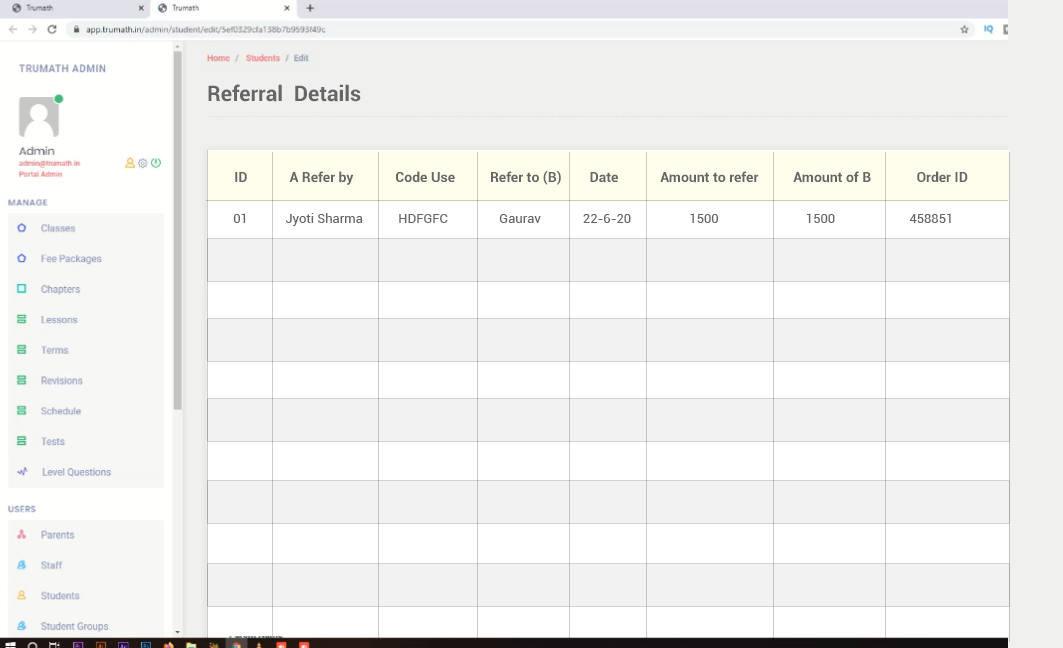 Trumath
Trumath
app.trumath.in/admin/student/edit/5ef0329cfa138b7b9593f49c
IQ
TRUMATH ADMIN
Admin
admin@trumath.in
Portal Admin
MANAGE
Classes
Fee Packages
Chapters
Lessons
Terms
Revisions
Schedule
Tests
Level Questions
USERS
Parents
Staff
Students
Student Groups
Home / Students / Edit
Referral Details
ID A Refer by Code Use Refer to (B) Date Amount to refer Amount of B Order ID
01 Jyoti Sharma HDFGFC Gaurav 22-6-20 1500 1500 458851